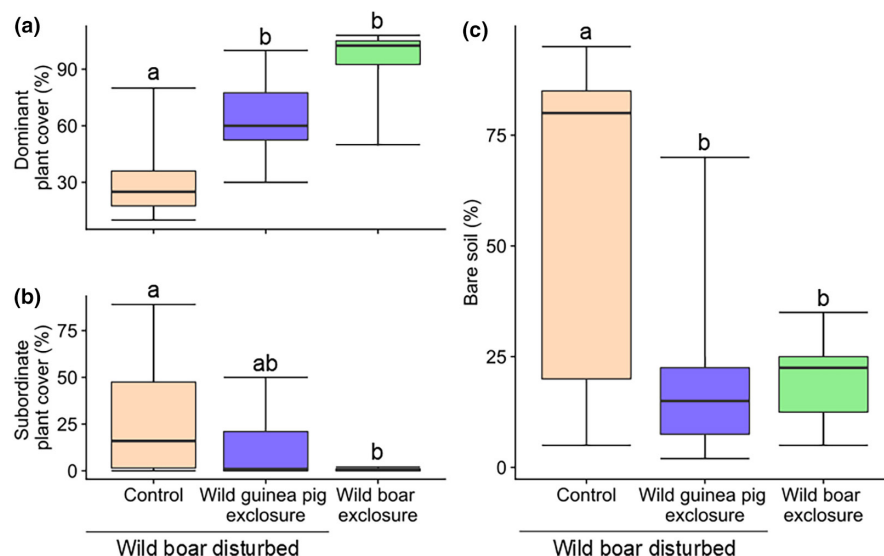 (a)
Dominant
plant cover (%)
90
60
30
a
b
b
(b)
Subordinate
plant cover (%)
75
50
25
0
a
ab
b
Control
Wild guinea pig
exclosure
Wild boar
exclosure
Wild boar disturbed
(c)
Bare soil (%)
75
50
25
0
a
b
b
Control
Wild guinea pig
exclosure
Wild boar
exclosure
Wild boar disturbed